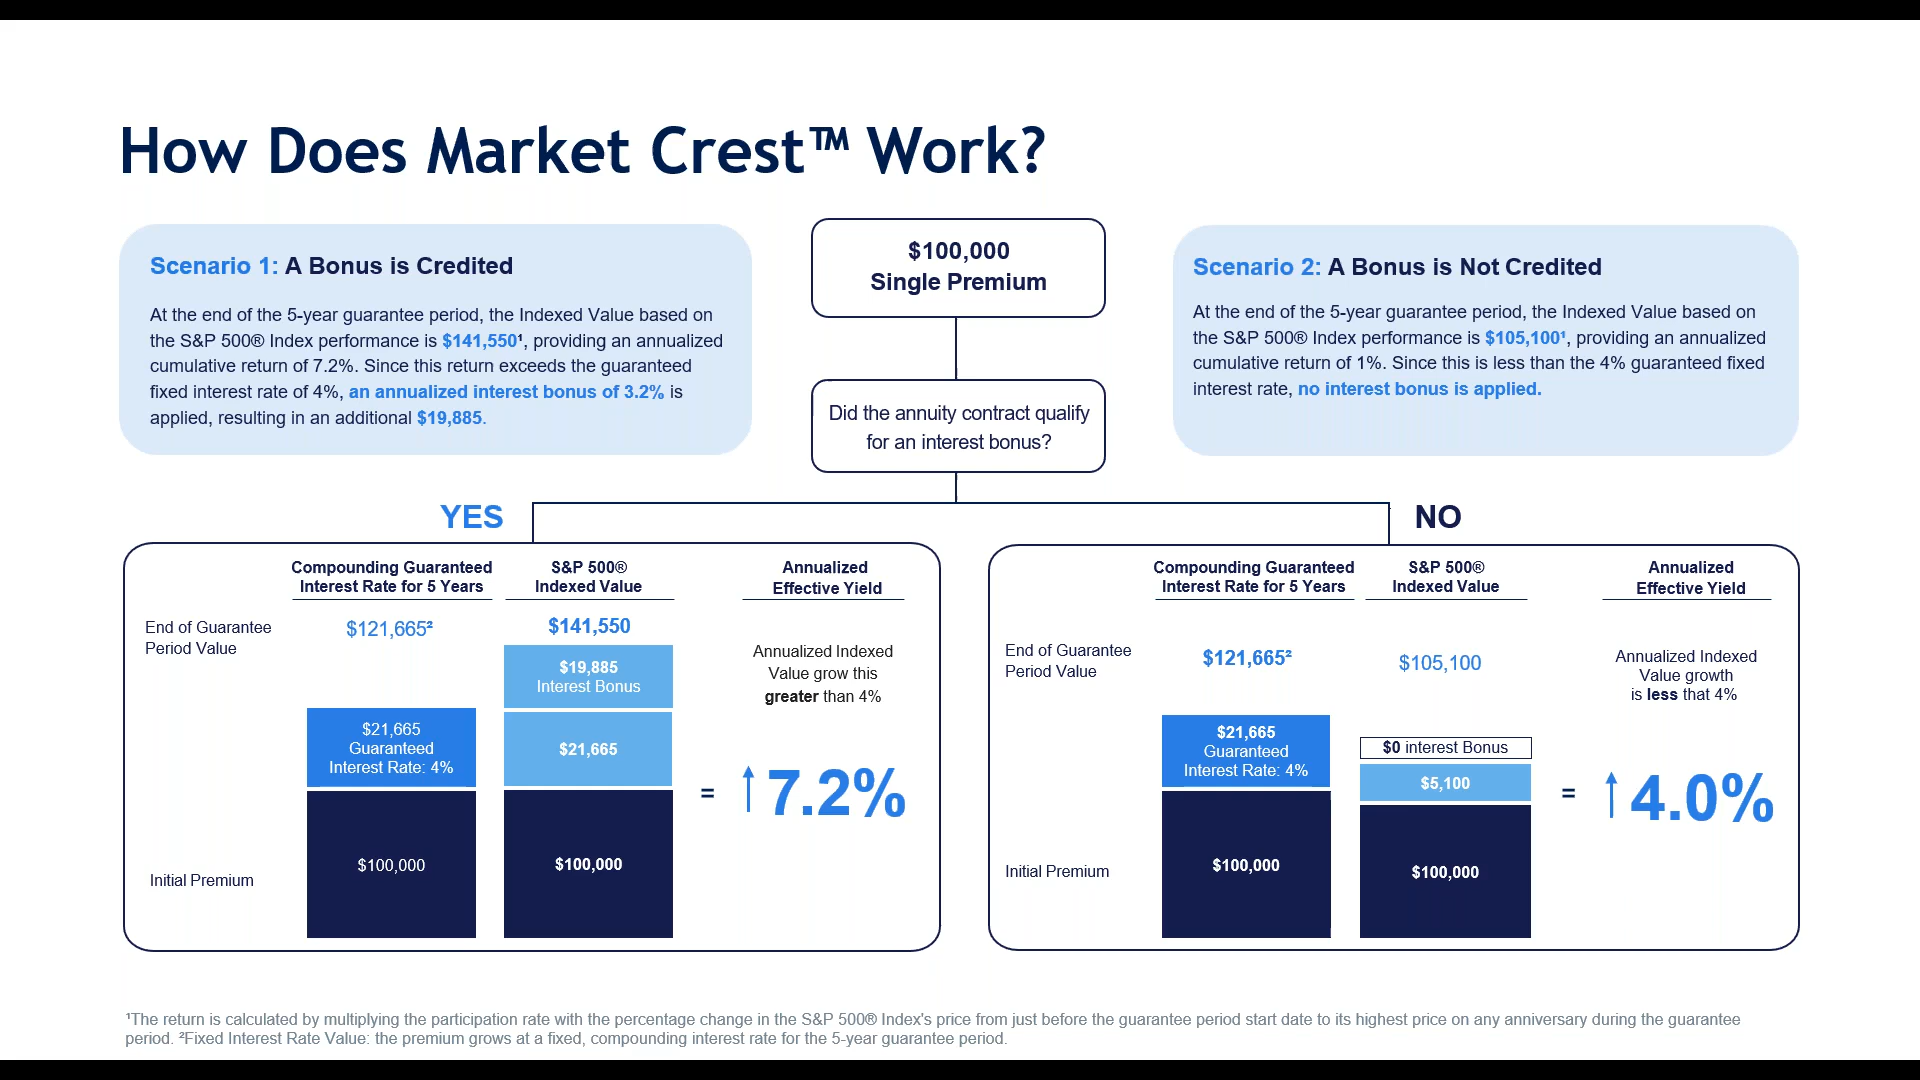 How Does Market Crest™ Work?
Scenario 1: A Bonus is Credited
At the end of the 5-year guarantee period, the Indexed Value based on
the S&P 500® Index performance is $141,550¹, providing an annualized
cumulative return of 7.2%. Since this return exceeds the guaranteed
fixed interest rate of 4%, an annualized interest bonus of 3.2% is
applied, resulting in an additional $19,885.
$100,000
Single Premium
Did the annuity contract qualify
for an interest bonus?
Scenario 2: A Bonus is Not Credited
At the end of the 5-year guarantee period, the Indexed Value based on
the S&P 500® Index performance is $105,100¹, providing an annualized
cumulative return of 1%. Since this is less than the 4% guaranteed fixed
interest rate, no interest bonus is applied.
YES
Compounding Guaranteed
Interest Rate for 5 Years
S&P 500®
Indexed Value
Annualized
Effective Yield
End of Guarantee
Period Value
$121,665²
$141,550
$19,885
Interest Bonus
$21,665
Guaranteed
Interest Rate: 4%
$21,665
Initial Premium
$100,000
$100,000
=
Annualized Indexed
Value grow this
greater than 4%
7.2%
NO
Compounding Guaranteed
Interest Rate for 5 Years
S&P 500®
Indexed Value
Annualized
Effective Yield
End of Guarantee
Period Value
$121,665²
$105,100
$21,665
Guaranteed
Interest Rate: 4%
$0 interest Bonus
$5,100
Initial Premium
$100,000
$100,000
=
Annualized Indexed
Value growth
is less that 4%
4.0%
¹The return is calculated by multiplying the participation rate with the percentage change in the S&P 500® Index's price from just before the guarantee period start date to its highest price on any anniversary during the guarantee
period. ²Fixed Interest Rate Value: the premium grows at a fixed, compounding interest rate for the 5-year guarantee period.